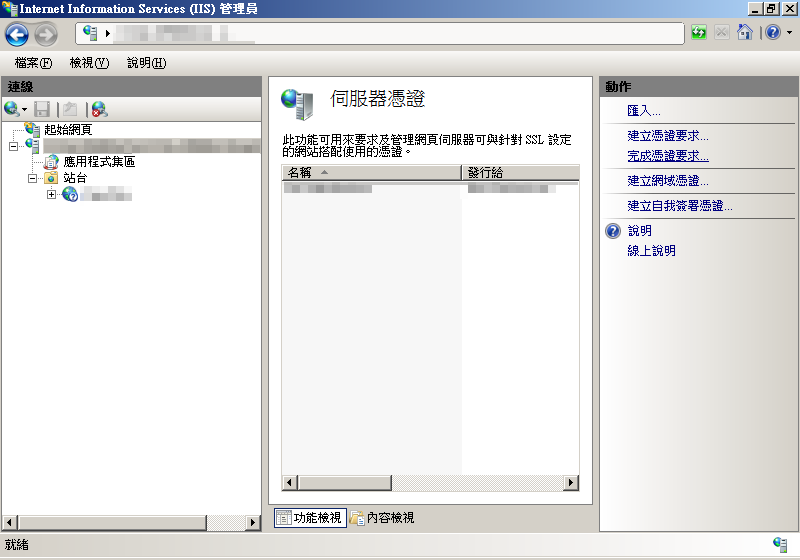 Internet Information Services (IIS) 管理員
檔案(F) 檢視(V) 說明(H)
連線
起始網頁
應用程式集區
站台
伺服器憑證
此功能可用來要求及管理網頁伺服器可與針對 SSL 設定
的網站搭配使用的憑證。
名稱 發行給
功能檢視 內容檢視
動作
匯入...
建立憑證要求...
完成憑證要求...
建立網域憑證...
建立自我簽署憑證...
說明
線上說明
就緒